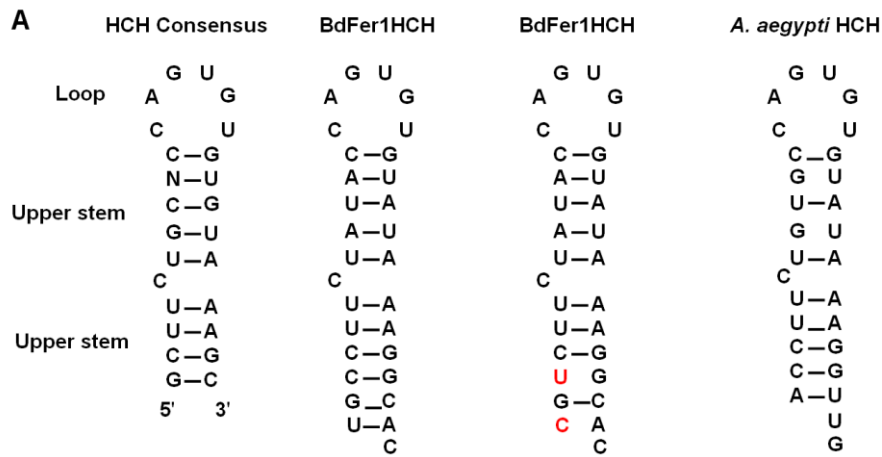 A HCH Consensus BdFer1HCH BdFer1HCH A. aegypti HCH
G U G U G U G U
Loop A G A G A G A G
C U C U C U C U
C–G C–G C–G C–G
N–U A–U A–U G–U
Upper stem C–G U–A U–A U–A
G–U A–U A–U G U
U–A U–A U–A U A
C C C C
U–A U–A U–A U A
Upper stem U–A U–A U–A U–A
C–G C–G C–G C–G
G–C C–G U G C–G
5' 3' G–C G–C A–U
U–A C A U
C C G